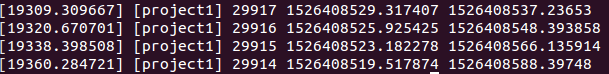 [19309.309667] [project1] 29917 1526408529.317407 1526408537.23653
[19320.670701] [project1] 29916 1526408525.925425 1526408548.393858
[19338.398508] [project1] 29915 1526408523.182278 1526408566.135914
[19360.284721] [project1] 29914 1526408519.517874 1526408588.39748